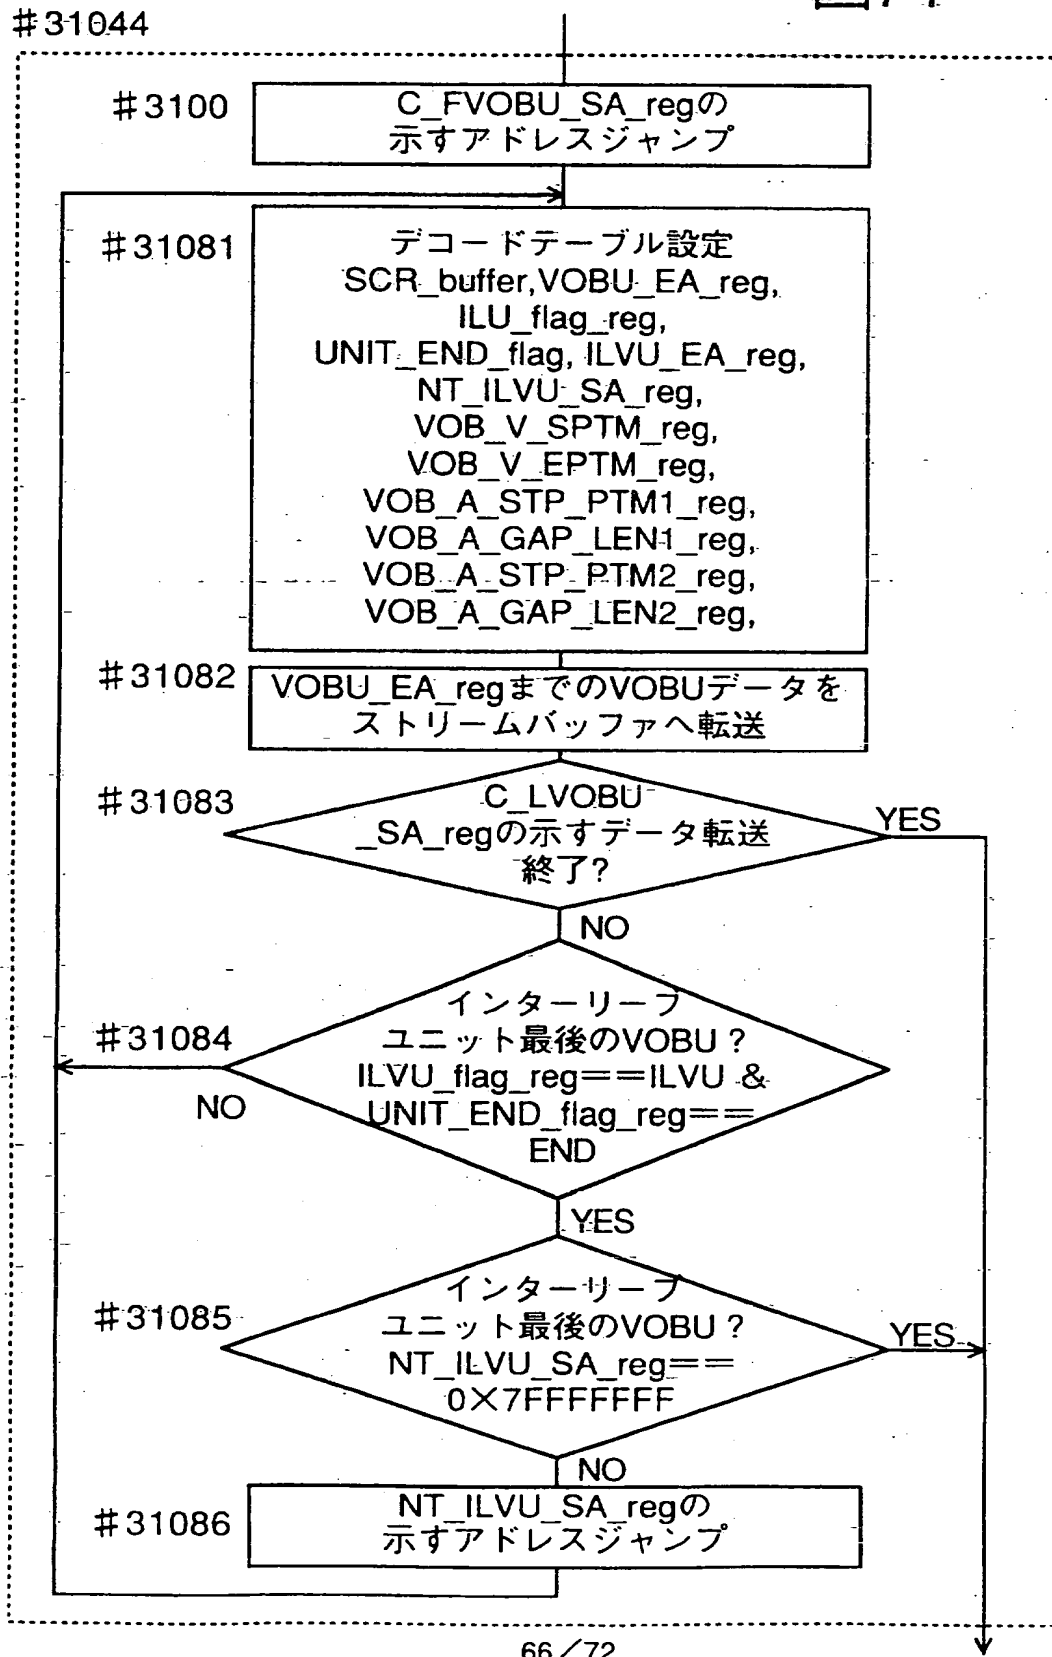 #31044
#3100
C_FVOBU_SA_regの
示すアドレスジャンプ
#31081
デコードテーブル設定
SCR_buffer,VOBU_EA_reg,
ILU_flag_reg,
UNIT_END_flag, ILVU_EA_reg,
NT_ILVU_SA_reg,
VOB_V_SPTM_reg,
VOB_V_EPTM_reg,
VOB_A_STP_PTM1_reg,
VOB_A_GAP_LEN1_reg,
VOB_A_STP_PTM2_reg,
VOB_A_GAP_LEN2_reg,
#31082
VOBU_EA_regまでのVOBUデータを
ストリームバッファへ転送
#31083
C_LVOBU
_SA_regの示すデータ転送
終了?
YES
NO
#31084
インターリーブ
ユニット最後のVOBU?
ILVU_flag_reg==ILVU &
UNIT_END_flag_reg==
END
NO
YES
#31085
インターリーブ
ユニット最後のVOBU?
NT_ILVU_SA_reg==
0×7FFFFFFF
YES
NO
#31086
NT_ILVU_SA_regの
示すアドレスジャンプ
66/72